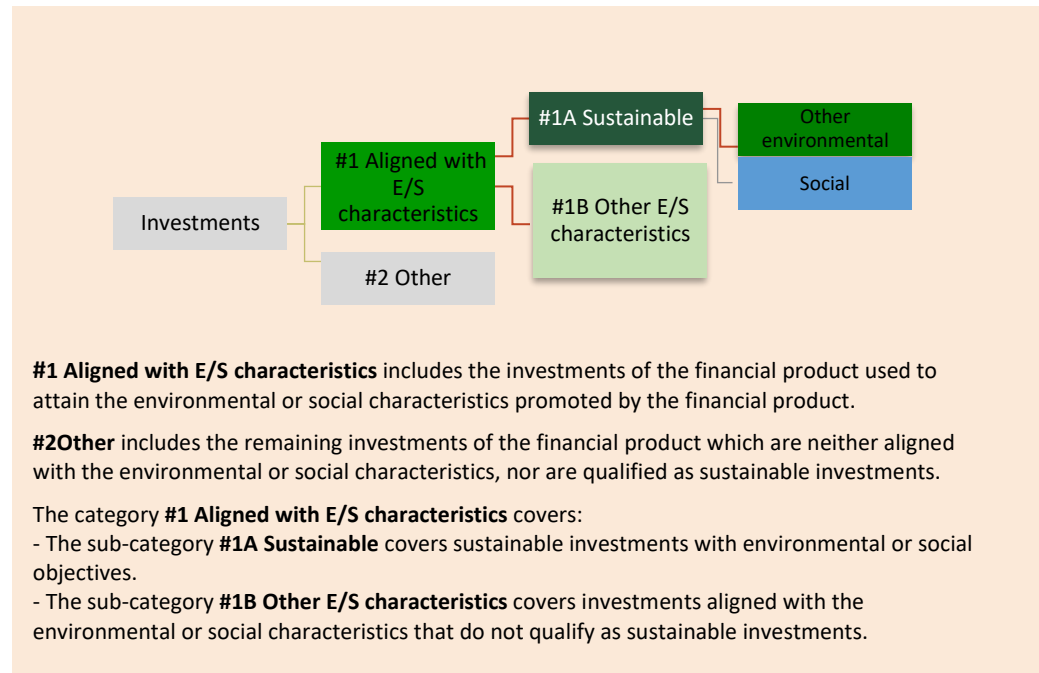 #1A Sustainable
Other
environmental
#1 Aligned with
E/S
characteristics
Social
#1B Other E/S
characteristics
Investments
#2 Other
#1 Aligned with E/S characteristics includes the investments of the financial product used to
attain the environmental or social characteristics promoted by the financial product.
#2Other includes the remaining investments of the financial product which are neither aligned
with the environmental or social characteristics, nor are qualified as sustainable investments.
The category #1 Aligned with E/S characteristics covers:
- The sub-category #1A Sustainable covers sustainable investments with environmental or social
objectives.
- The sub-category #1B Other E/S characteristics covers investments aligned with the
environmental or social characteristics that do not qualify as sustainable investments.